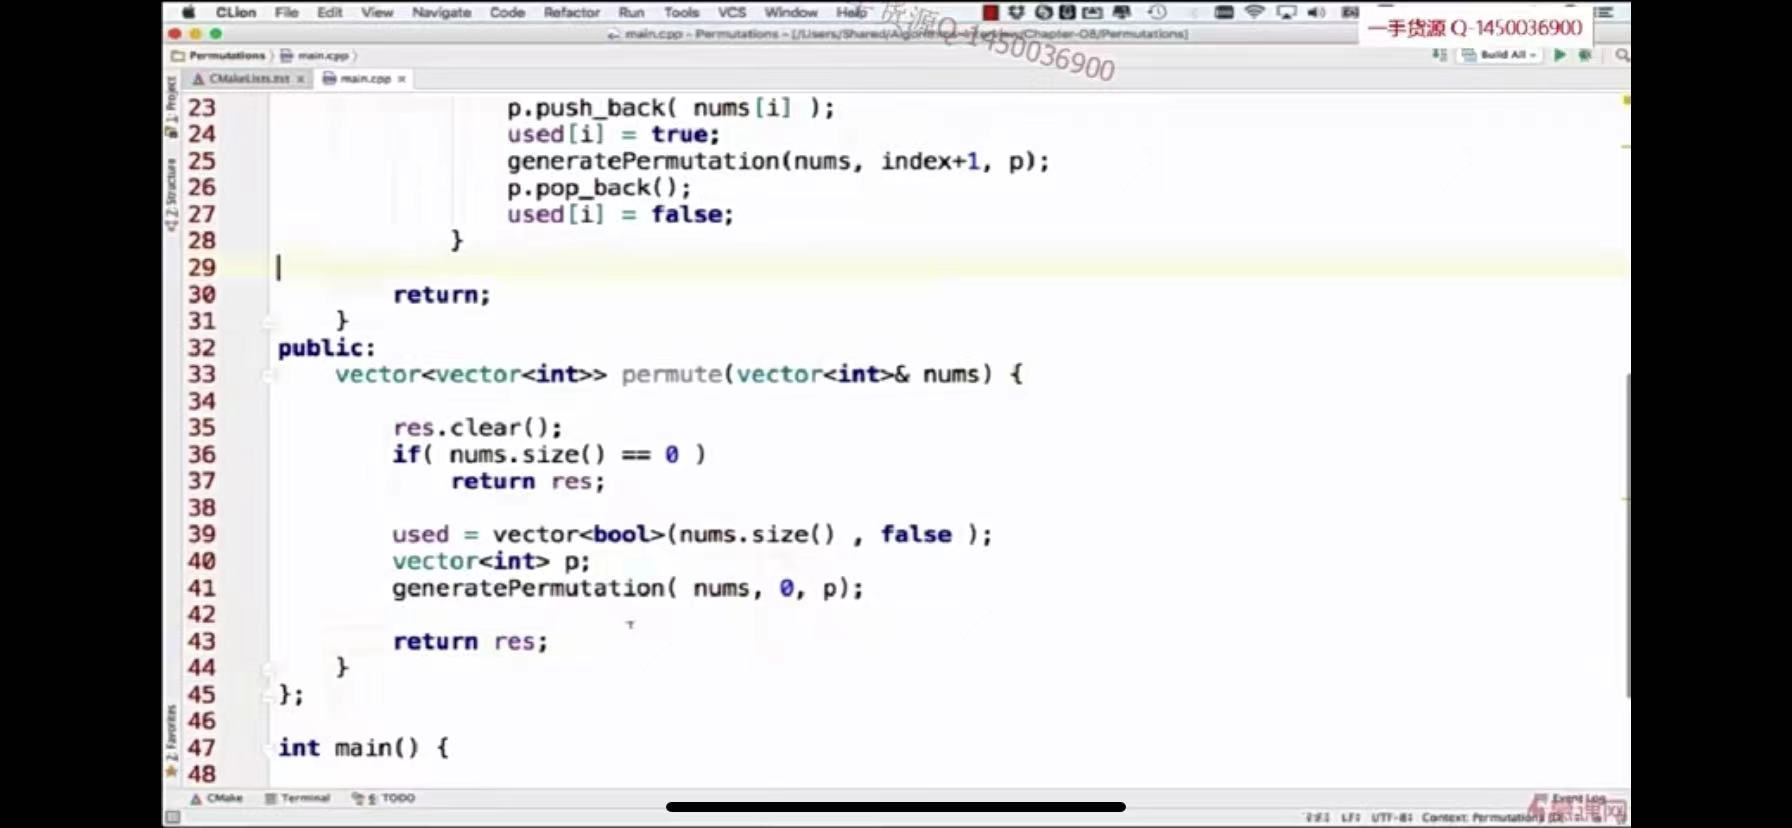 CLion File Edit View Navigate Code Refactor Run Tools VCS Window Help
一手货源 Q-1450036900
货源Q-1450036900
main.cpp - Permutations - [/Users/Shared/
Chapter-08/Permutations]
Permutations main.cpp
Build All
CMakeLists.txt × main.cpp ×
1: Project
Z: Structure
2: Favorites
23 p.push_back( nums[i] );
24 used[i] = true;
25 generatePermutation(nums, index+1, p);
26 p.pop_back();
27 used[i] = false;
28 }
29
30 return;
31 }
32 public:
33 vector<vector<int>> permute(vector<int>& nums) {
34
35 res.clear();
36 if( nums.size() == 0 )
37 return res;
38
39 used = vector<bool>(nums.size() , false );
40 vector<int> p;
41 generatePermutation( nums, 0, p);
42
43 return res;
44 }
45 };
46
47 int main() {
48
CMake Terminal 6: TODO Event Log
LF: UTF-8: Context: Permutations
慕课网